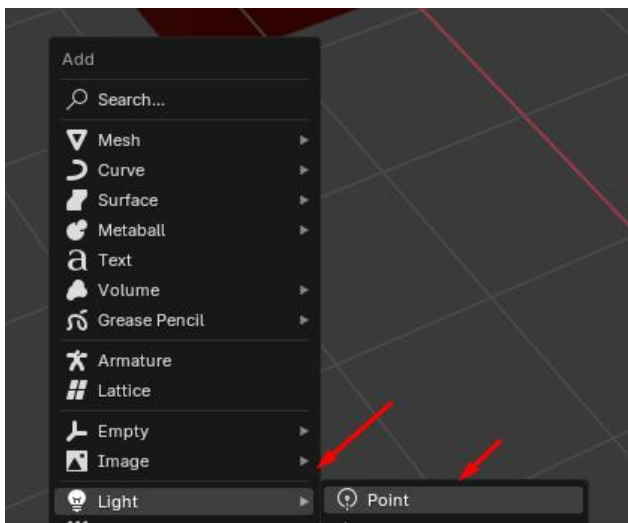 Add
Search...
Mesh
Curve
Surface
Metaball
Text
Volume
Grease Pencil
Armature
Lattice
Empty
Image
Light
Point